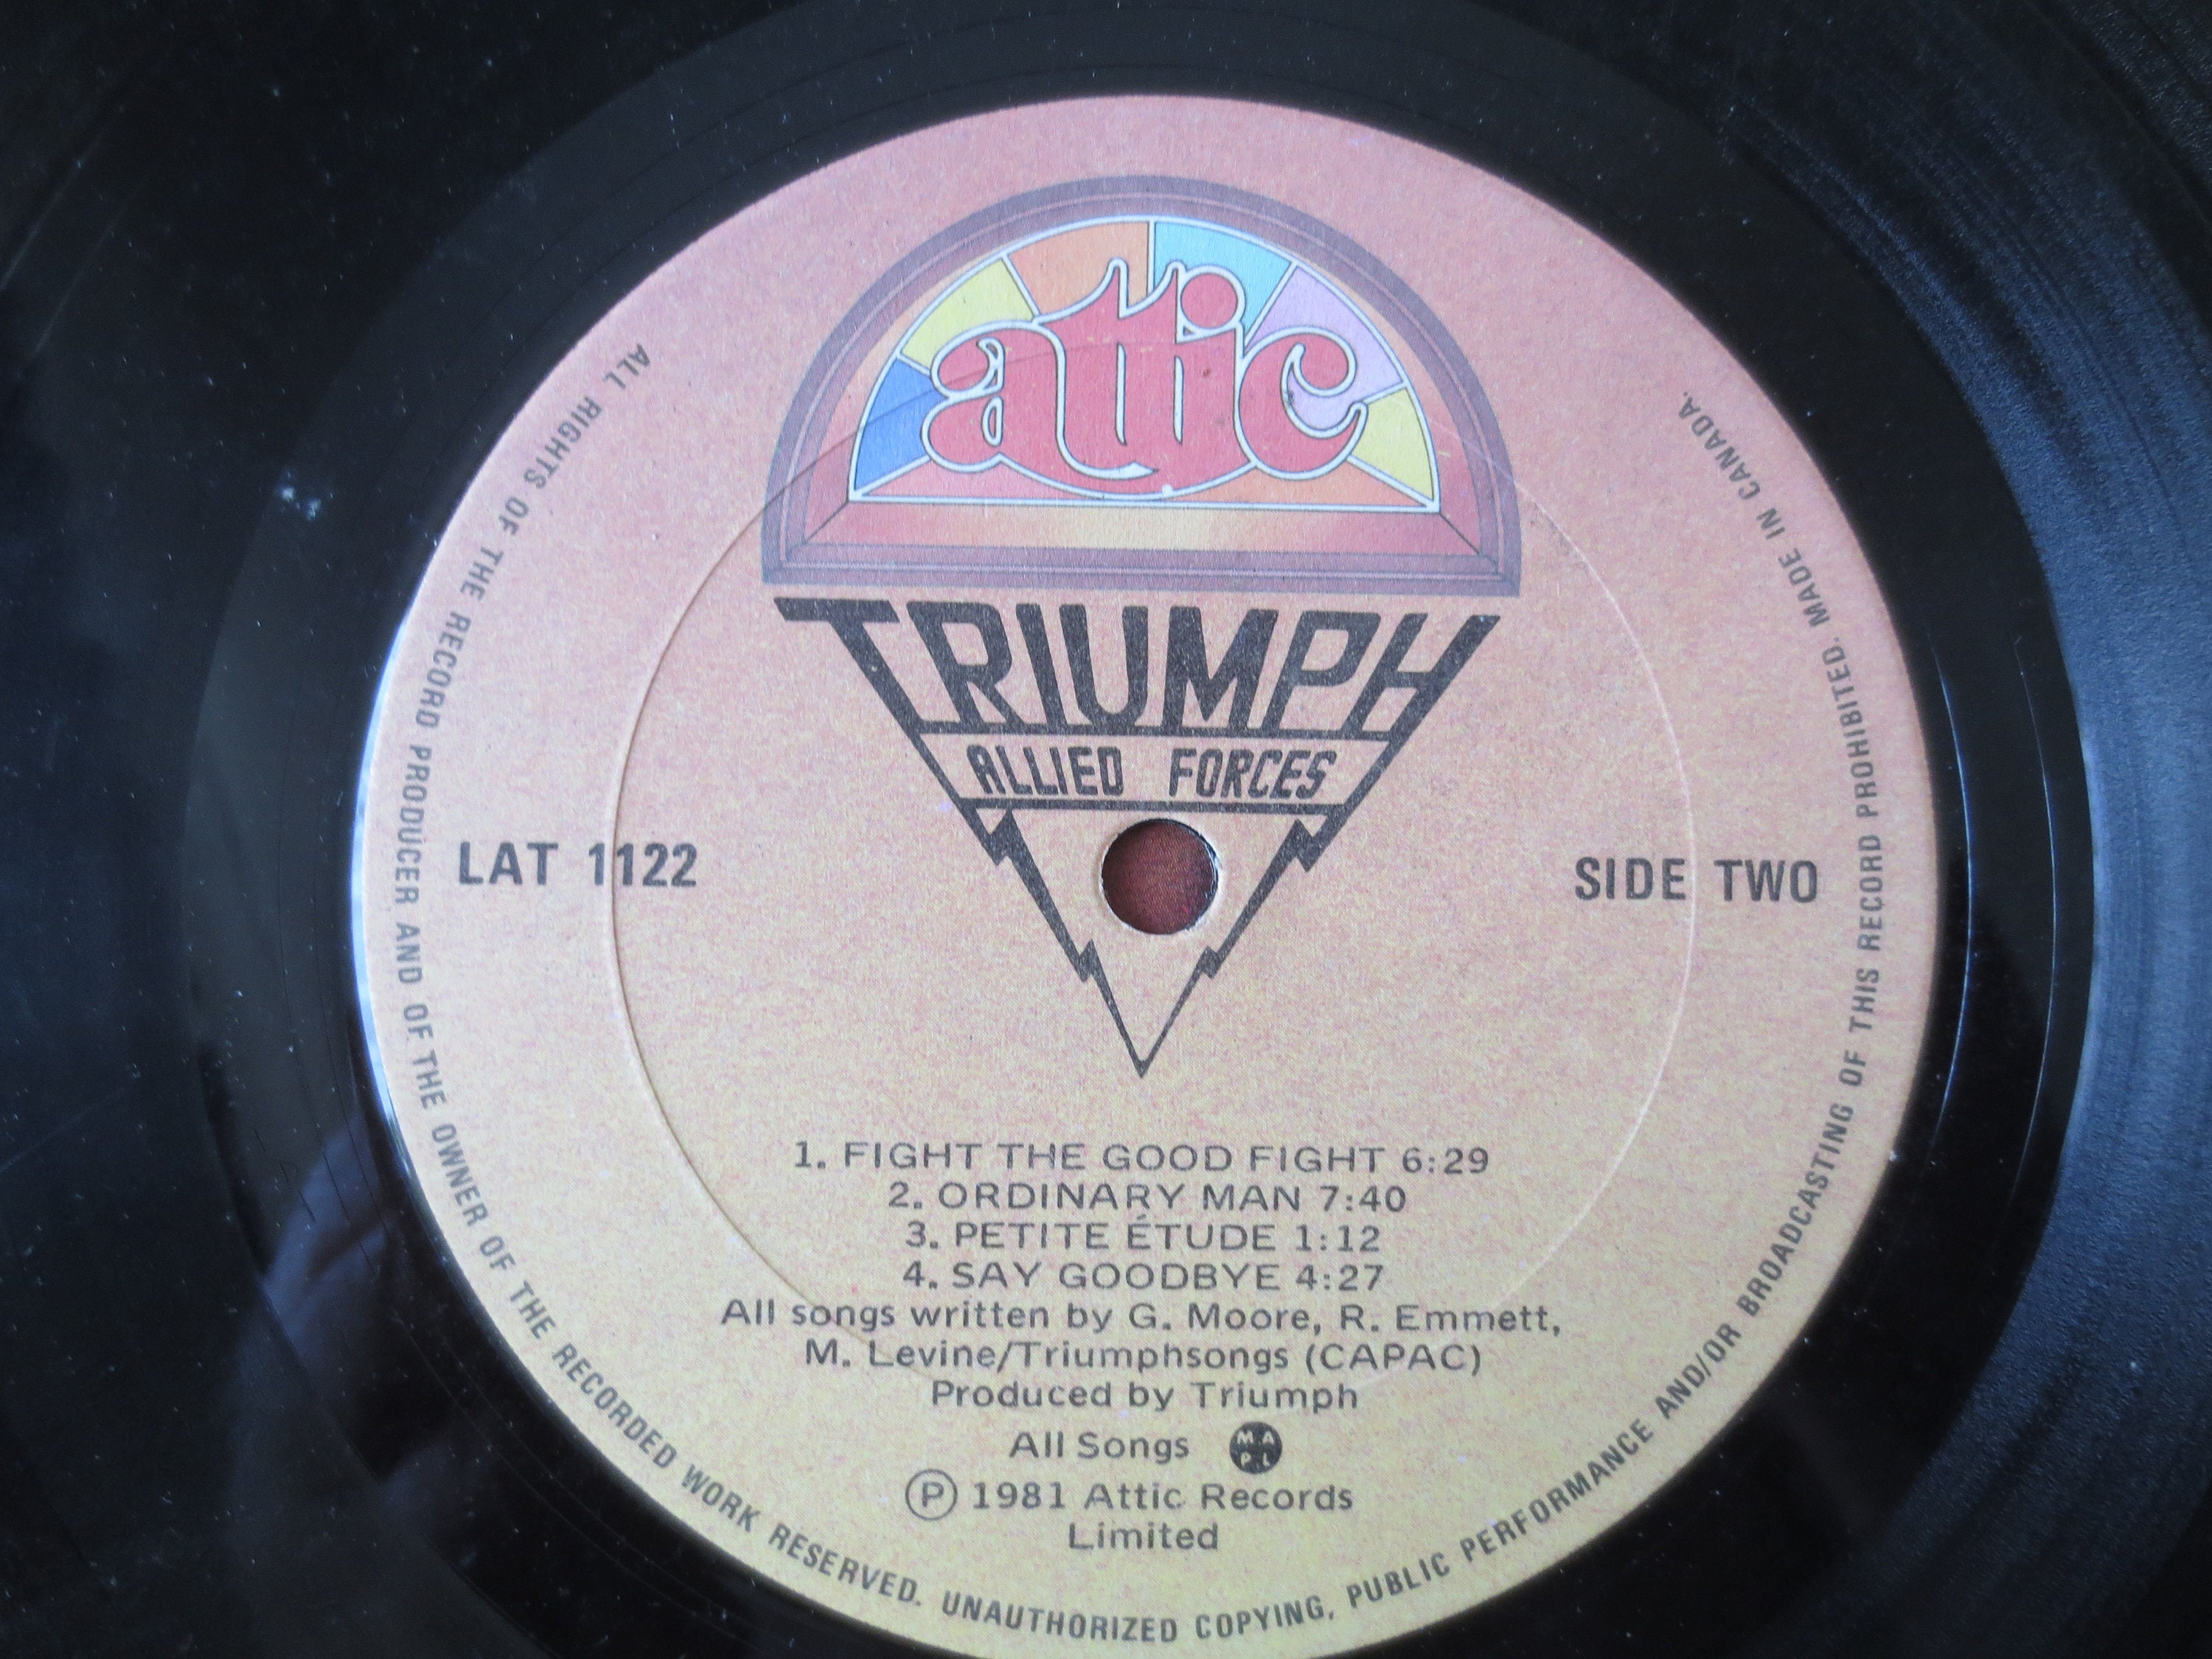 attic
TRIUMPH
ALLIED FORCES
LAT 1122
SIDE TWO
1. FIGHT THE GOOD FIGHT 6:29
2. ORDINARY MAN 7:40
3. PETITE ÉTUDE 1:12
4. SAY GOODBYE 4:27
All songs written by G. Moore, R. Emmett,
M. Levine/Triumphsongs (CAPAC)
Produced by Triumph
All Songs MAPL
Ⓟ 1981 Attic Records
Limited
ALL RIGHTS OF THE RECORD PRODUCER AND OF THE OWNER OF THE RECORDED WORK RESERVED. UNAUTHORIZED COPYING, PUBLIC PERFORMANCE AND/OR BROADCASTING OF THIS RECORD PROHIBITED. MADE IN CANADA.